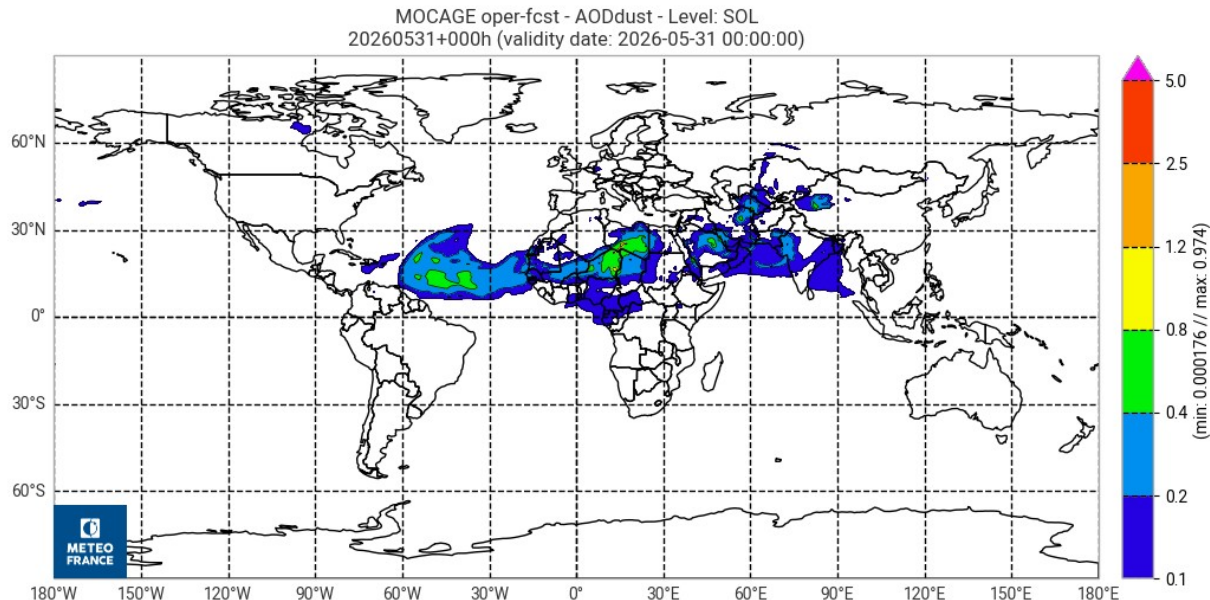 MOCAGE oper-fcst - AODdust - Level: SOL
20260531+000h (validity date: 2026-05-31 00:00:00)
60°N
30°N
0°
30°S
60°S
180°W 150°W 120°W 90°W 60°W 30°W 0° 30°E 60°E 90°E 120°E 150°E 180°E
5.0
2.5
1.2
0.8
0.4
0.2
0.1
(min: 0.000176 // max: 0.974)
METEO
FRANCE